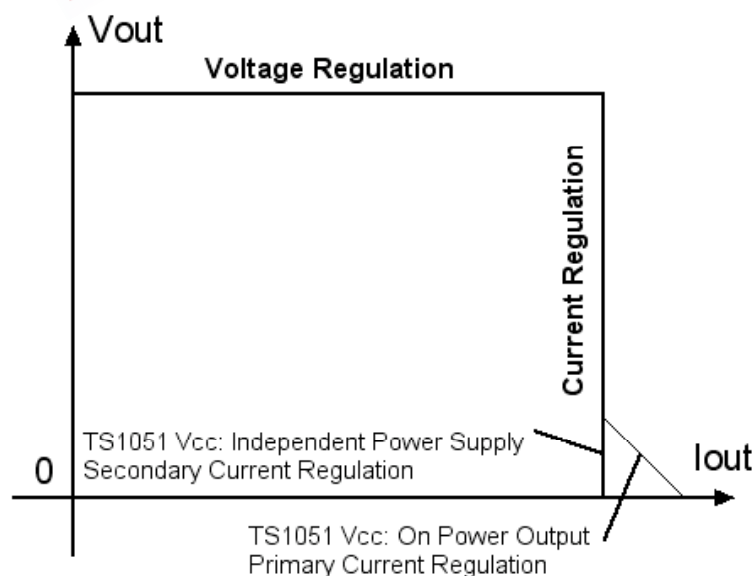 Vout
Voltage Regulation
Current Regulation
TS1051 Vcc: Independent Power Supply
Secondary Current Regulation
0
Iout
TS1051 Vcc: On Power Output
Primary Current Regulation